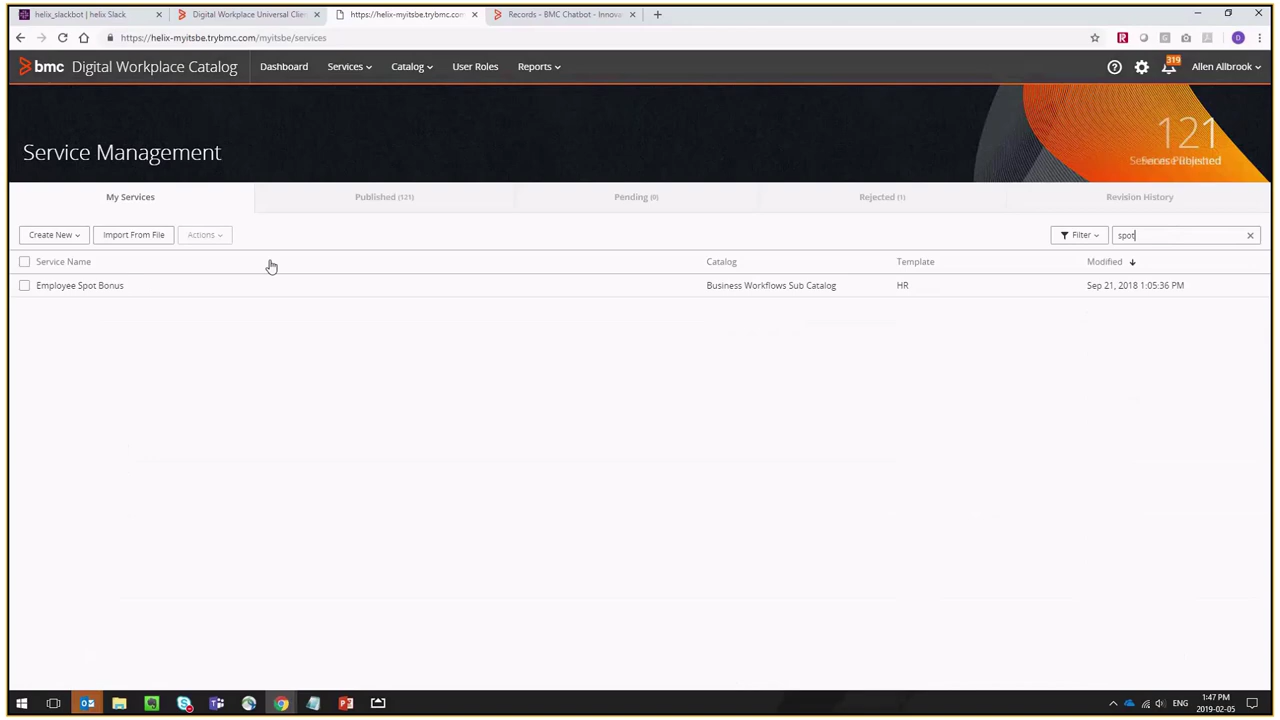 helix_slackbot | helix Slack
Digital Workplace Universal Clien
https://helix-myitsbe.trybmc.com
Records - BMC Chatbot - Innova
https://helix-myitsbe.trybmc.com/myitsbe/services
bmc Digital Workplace Catalog
Dashboard
Services
Catalog
User Roles
Reports
319
Allen Allbrook
Service Management
121
My Services
Published (121)
Pending (0)
Rejected (1)
Revision History
Create New
Import From File
Actions
Filter
spot
Service Name
Catalog
Template
Modified
Employee Spot Bonus
Business Workflows Sub Catalog
HR
Sep 21, 2018 1:05:36 PM
ENG
1:47 PM
2019-02-05